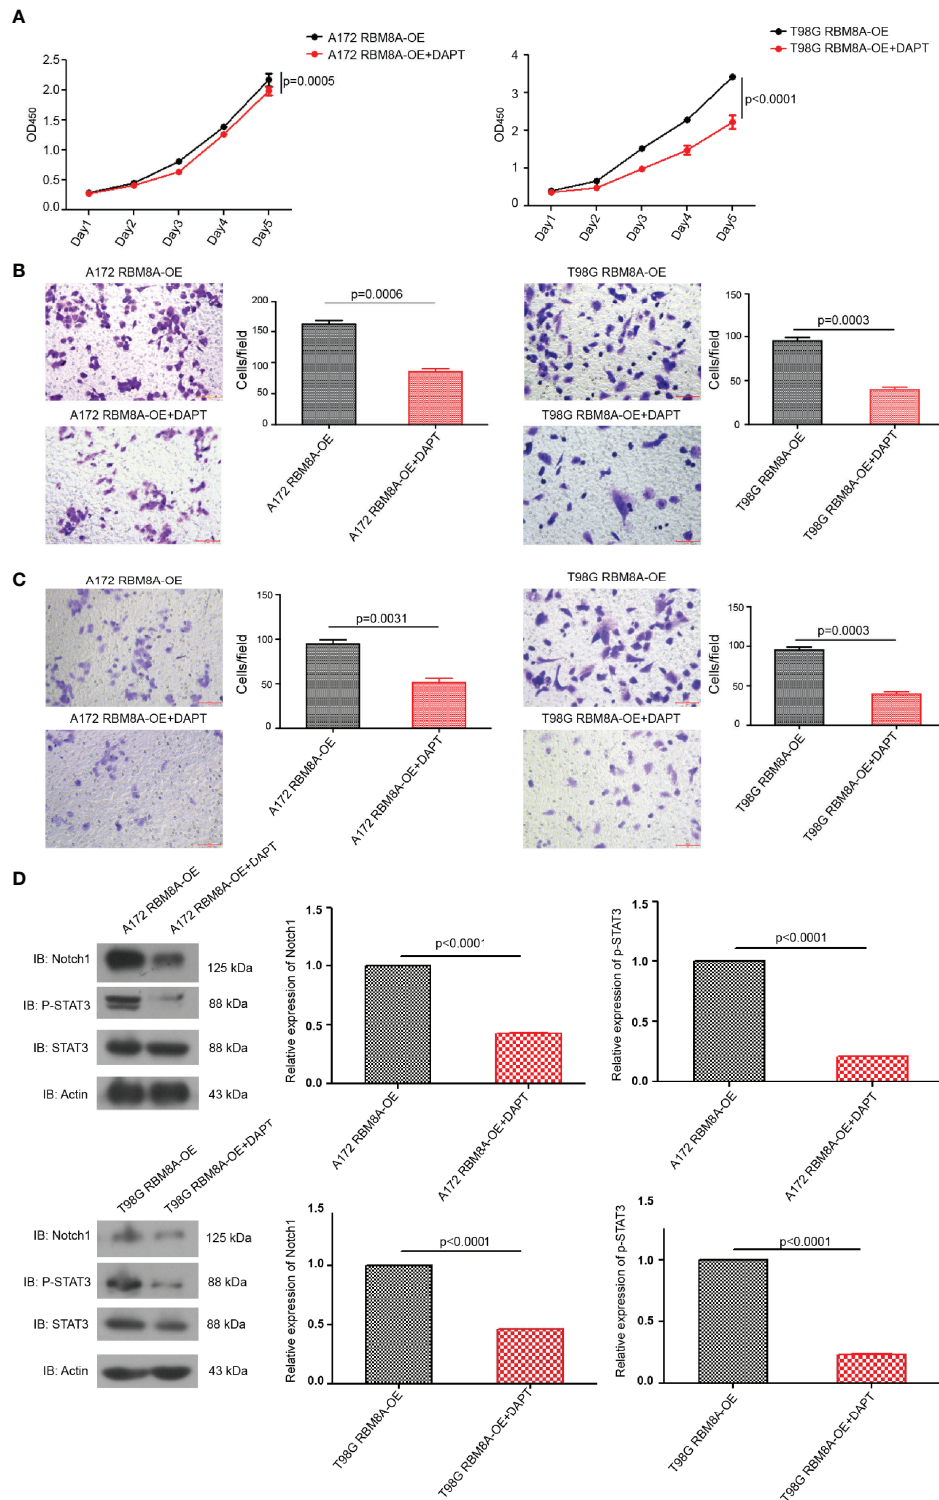 A
A172 RBM8A-OE
A172 RBM8A-OE+DAPT
2.5
2.0
1.5
1.0
0.5
0.0
OD450
p=0.0005
Day1
Day2
Day3
Day4
Day5
T98G RBM8A-OE
T98G RBM8A-OE+DAPT
4
3
2
1
0
OD450
p<0.0001
Day1
Day2
Day3
Day4
Day5
B
A172 RBM8A-OE
A172 RBM8A-OE+DAPT
200
150
100
50
0
Cells/field
p=0.0006
A172 RBM8A-OE
A172 RBM8A-OE+DAPT
T98G RBM8A-OE
T98G RBM8A-OE+DAPT
150
100
50
0
Cells/field
p=0.0003
T98G RBM8A-OE
T98G RBM8A-OE+DAPT
C
A172 RBM8A-OE
A172 RBM8A-OE+DAPT
150
100
50
0
Cells/field
p=0.0031
A172 RBM8A-OE
A172 RBM8A-OE+DAPT
T98G RBM8A-OE
T98G RBM8A-OE+DAPT
150
100
50
0
Cells/field
p=0.0003
T98G RBM8A-OE
T98G RBM8A-OE+DAPT
D
A172 RBM8A-OE
A172 RBM8A-OE+DAPT
IB: Notch1
125 kDa
IB: P-STAT3
88 kDa
IB: STAT3
88 kDa
IB: Actin
43 kDa
1.5
1.0
0.5
0.0
Relative expression of Notch1
p<0.0001
A172 RBM8A-OE
A172 RBM8A-OE+DAPT
1.5
1.0
0.5
0.0
Relative expression of p-STAT3
p<0.0001
A172 RBM8A-OE
A172 RBM8A-OE+DAPT
T98G RBM8A-OE
T98G RBM8A-OE+DAPT
IB: Notch1
125 kDa
IB: P-STAT3
88 kDa
IB: STAT3
88 kDa
IB: Actin
43 kDa
1.5
1.0
0.5
0.0
Relative expression of Notch1
p<0.0001
T98G RBM8A-OE
T98G RBM8A-OE+DAPT
1.5
1.0
0.5
0.0
Relative expression of p-STAT3
p<0.0001
T98G RBM8A-OE
T98G RBM8A-OE+DAPT